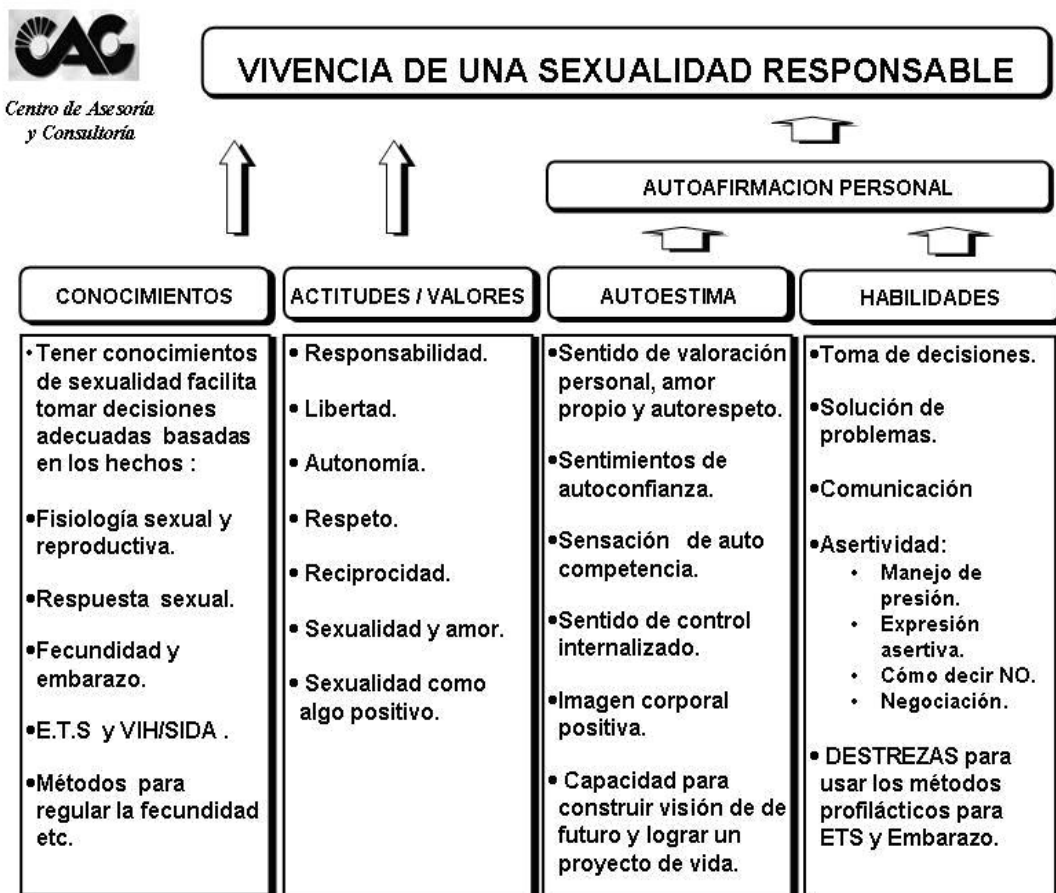 CAC
Centro de Asesoría
y Consultoría
VIVENCIA DE UNA SEXUALIDAD RESPONSABLE
AUTOAFIRMACION PERSONAL
CONOCIMIENTOS
• Tener conocimientos
de sexualidad facilita
tomar decisiones
adecuadas basadas
en los hechos :
•Fisiología sexual y
reproductiva.
•Respuesta sexual.
•Fecundidad y
embarazo.
•E.T.S y VIH/SIDA .
•Métodos para
regular la fecundidad
etc.
ACTITUDES / VALORES
• Responsabilidad.
• Libertad.
• Autonomía.
• Respeto.
• Reciprocidad.
• Sexualidad y amor.
• Sexualidad como
algo positivo.
AUTOESTIMA
•Sentido de valoración
personal, amor
propio y autorespeto.
•Sentimientos de
autoconfianza.
•Sensación de auto
competencia.
•Sentido de control
internalizado.
•Imagen corporal
positiva.
• Capacidad para
construir visión de de
futuro y lograr un
proyecto de vida.
HABILIDADES
•Toma de decisiones.
•Solución de
problemas.
•Comunicación
•Asertividad:
• Manejo de
presión.
• Expresión
asertiva.
• Cómo decir NO.
• Negociación.
• DESTREZAS para
usar los métodos
profilácticos para
ETS y Embarazo.